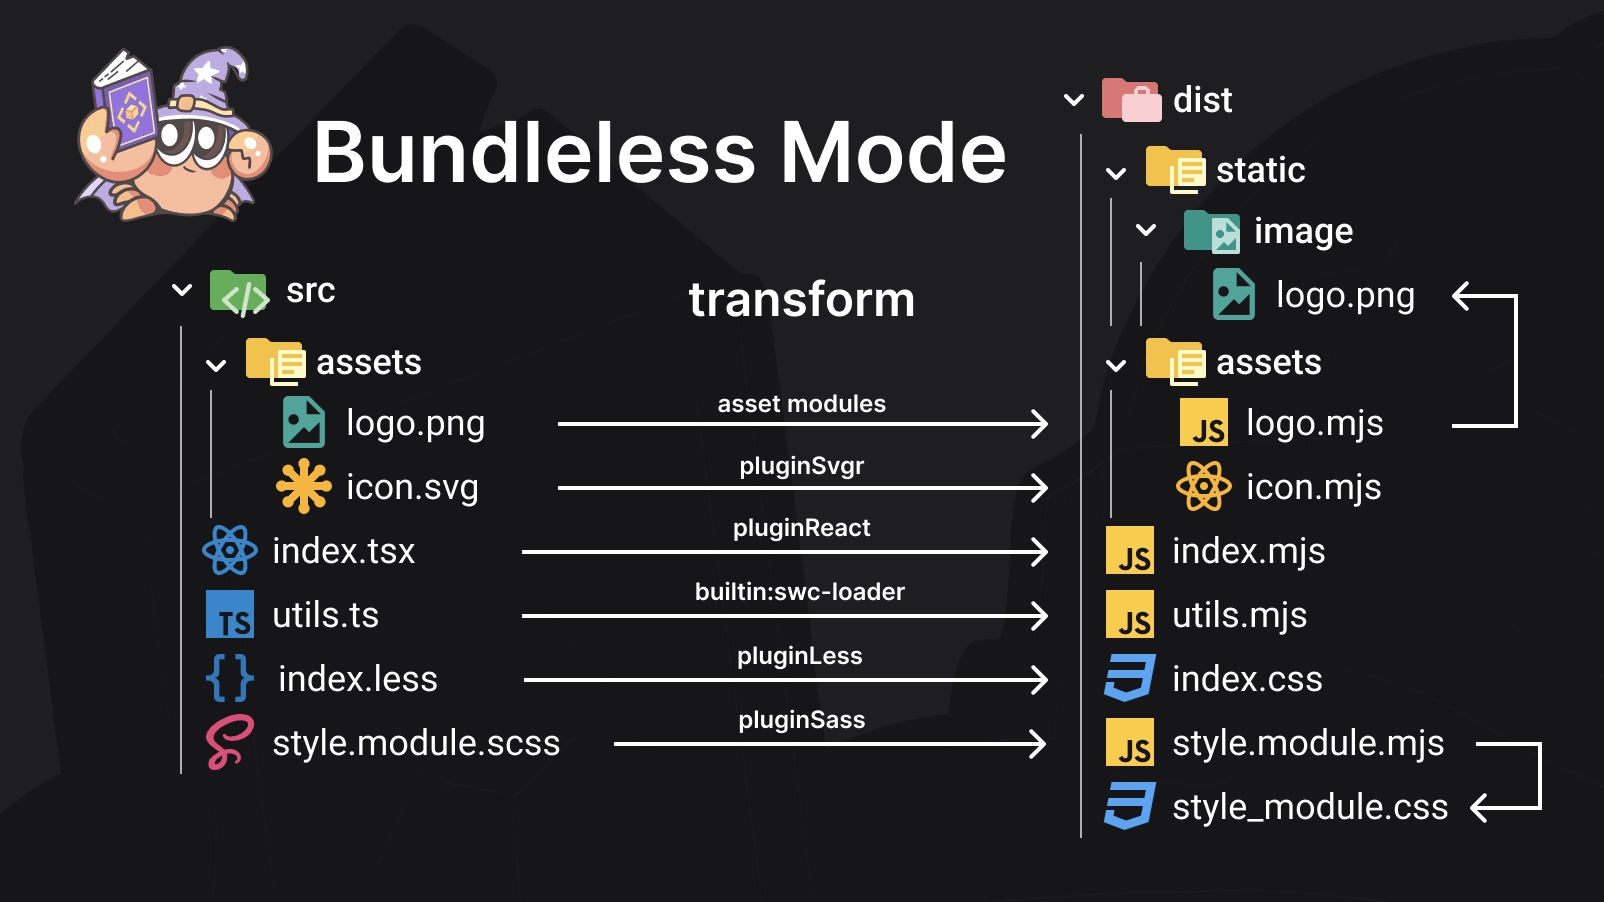 Bundleless Mode
src
assets
logo.png
icon.svg
index.tsx
TS
utils.ts
index.less
style.module.scss
transform
asset modules
pluginSvgr
pluginReact
builtin:swc-loader
pluginLess
pluginSass
dist
static
image
logo.png
assets
JS
logo.mjs
icon.mjs
JS
index.mjs
JS
utils.mjs
index.css
JS
style.module.mjs
style_module.css